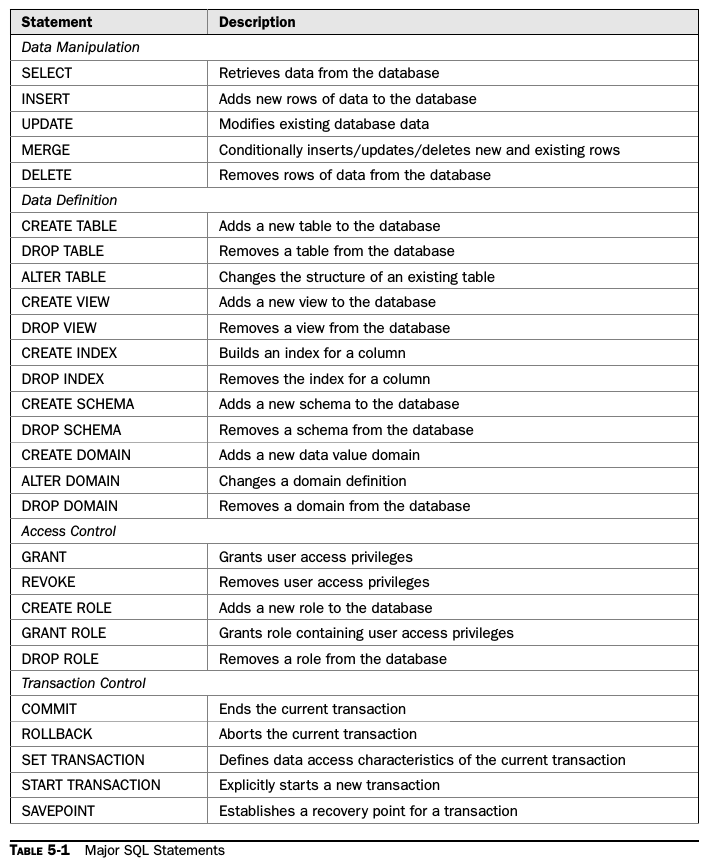 Statement Description
Data Manipulation
SELECT Retrieves data from the database
INSERT Adds new rows of data to the database
UPDATE Modifies existing database data
MERGE Conditionally inserts/updates/deletes new and existing rows
DELETE Removes rows of data from the database
Data Definition
CREATE TABLE Adds a new table to the database
DROP TABLE Removes a table from the database
ALTER TABLE Changes the structure of an existing table
CREATE VIEW Adds a new view to the database
DROP VIEW Removes a view from the database
CREATE INDEX Builds an index for a column
DROP INDEX Removes the index for a column
CREATE SCHEMA Adds a new schema to the database
DROP SCHEMA Removes a schema from the database
CREATE DOMAIN Adds a new data value domain
ALTER DOMAIN Changes a domain definition
DROP DOMAIN Removes a domain from the database
Access Control
GRANT Grants user access privileges
REVOKE Removes user access privileges
CREATE ROLE Adds a new role to the database
GRANT ROLE Grants role containing user access privileges
DROP ROLE Removes a role from the database
Transaction Control
COMMIT Ends the current transaction
ROLLBACK Aborts the current transaction
SET TRANSACTION Defines data access characteristics of the current transaction
START TRANSACTION Explicitly starts a new transaction
SAVEPOINT Establishes a recovery point for a transaction
TABLE 5-1 Major SQL Statements